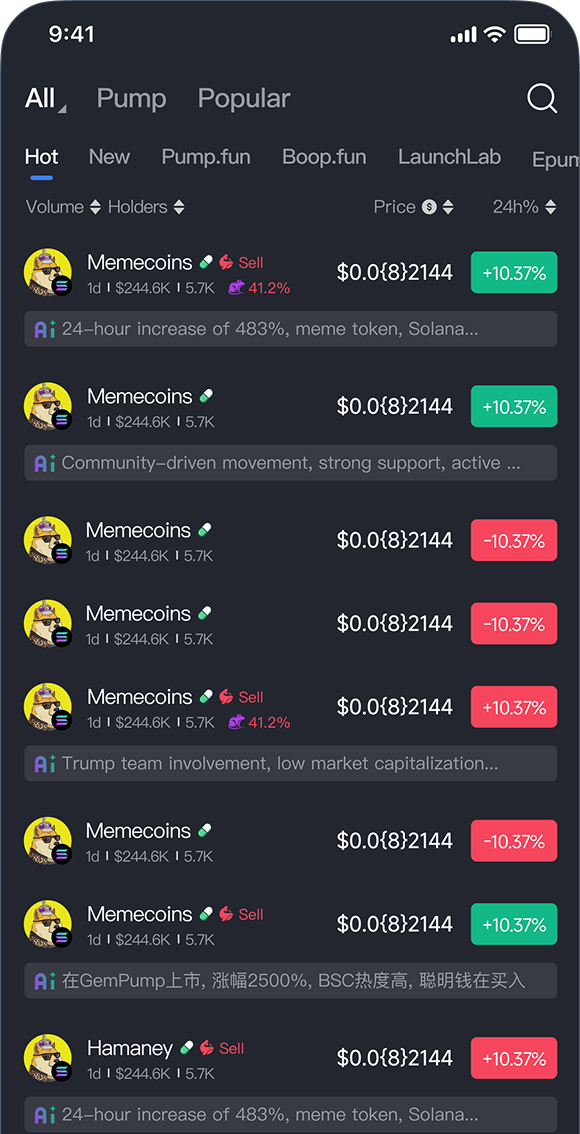 9:41
All Pump Popular
Hot New Pump.fun Boop.fun LaunchLab Epum
Volume Holders Price $ 24h%
Memecoins Sell $0.0{8}2144 +10.37%
1d | $244.6K | 5.7K 41.2%
Ai 24-hour increase of 483%, meme token, Solana...
Memecoins $0.0{8}2144 +10.37%
1d | $244.6K | 5.7K
Ai Community-driven movement, strong support, active ...
Memecoins $0.0{8}2144 -10.37%
1d | $244.6K | 5.7K
Memecoins $0.0{8}2144 -10.37%
1d | $244.6K | 5.7K
Memecoins Sell $0.0{8}2144 +10.37%
1d | $244.6K | 5.7K 41.2%
Ai Trump team involvement, low market capitalization...
Memecoins $0.0{8}2144 -10.37%
1d | $244.6K | 5.7K
Memecoins Sell $0.0{8}2144 +10.37%
1d | $244.6K | 5.7K
Ai 在GemPump上市, 涨幅2500%, BSC热度高, 聪明钱在买入
Hamaney Sell $0.0{8}2144 +10.37%
1d | $244.6K | 5.7K
Ai 24-hour increase of 483%, meme token, Solana...